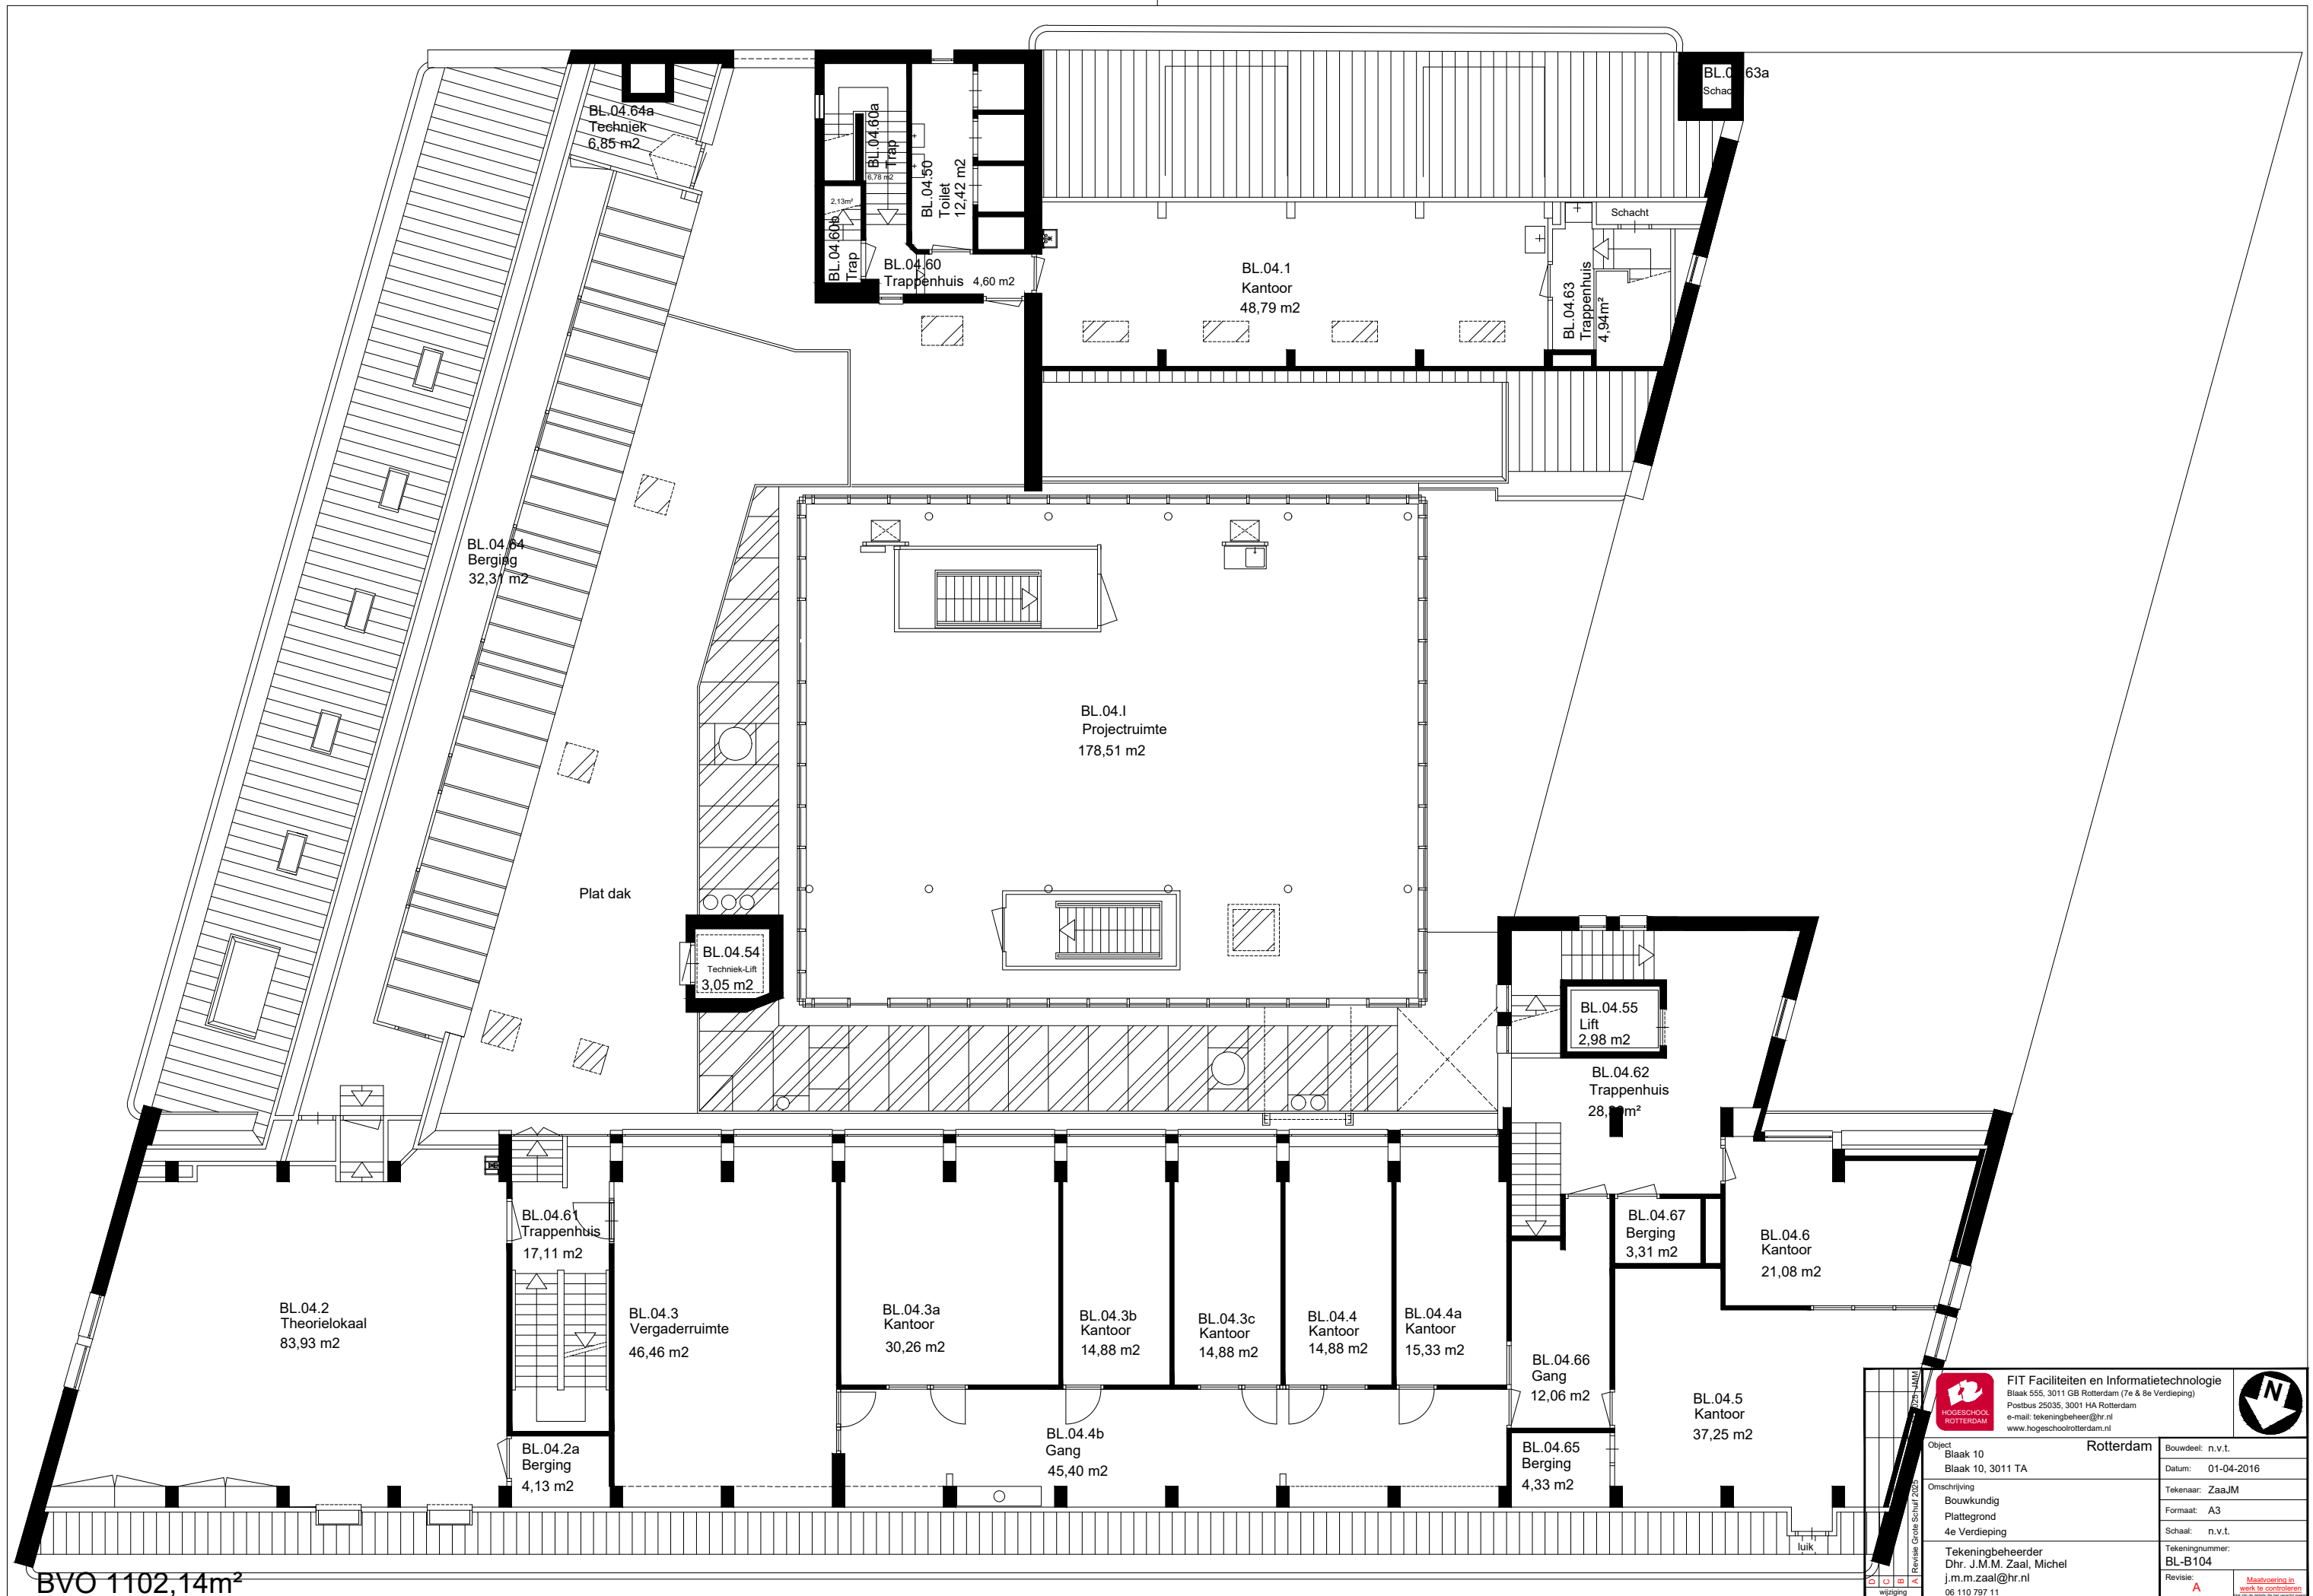 BL.04.64a
Techniek
6,85 m2
BL.04.60a
Trap
6,78 m2
2,13m²
BL.04.60b
Trap
BL.04.50
Toilet
12,42 m2
BL.04.60
Trappenhuis 4,60 m2
BL.04.1
Kantoor
48,79 m2
Schacht
BL.04.63
Trappenhuis
4,94m²
63a
BL.04.64
Berging
32,31 m2
BL.04.I
Projectruimte
178,51 m2
Plat dak
BL.04.54
Techniek-Lift
3,05 m2
BL.04.55
Lift
2,98 m2
BL.04.62
Trappenhuis
BL.04.61
Trappenhuis
17,11 m2
BL.04.67
Berging
3,31 m2
BL.04.6
Kantoor
21,08 m2
BL.04.2
Theorielokaal
83,93 m2
BL.04.3
Vergaderruimte
46,46 m2
BL.04.3a
Kantoor
30,26 m2
BL.04.3b
Kantoor
14,88 m2
BL.04.3c
Kantoor
14,88 m2
BL.04.4
Kantoor
14,88 m2
BL.04.4a
Kantoor
15,33 m2
BL.04.66
Gang
12,06 m2
BL.04.5
Kantoor
37,25 m2
BL.04.4b
Gang
45,40 m2
BL.04.2a
Berging
4,13 m2
BL.04.65
Berging
4,33 m2
luik
BVO 1102,14m²
HOGESCHOOL
ROTTERDAM
FIT Faciliteiten en Informatietechnologie
Blaak 555, 3011 GB Rotterdam (7e & 8e Verdieping)
Postbus 25035, 3001 HA Rotterdam
e-mail: tekeningbeheer@hr.nl
www.hogeschoolrotterdam.nl
N
Object Rotterdam
Blaak 10
Blaak 10, 3011 TA
Omschrijving
Bouwkundig
Plattegrond
4e Verdieping
Tekeningbeheerder
Dhr. J.M.M. Zaal, Michel
j.m.m.zaal@hr.nl
06 110 797 11
Bouwdeel: n.v.t.
Datum: 01-04-2016
Tekenaar: ZaaJM
Formaat: A3
Schaal: n.v.t.
Tekeningnummer:
BL-B104
Revisie:
A
Maatvoering in
werk te controleren
D
C
B
A Revisie Grote Schuif 2025
JMM
wijziging